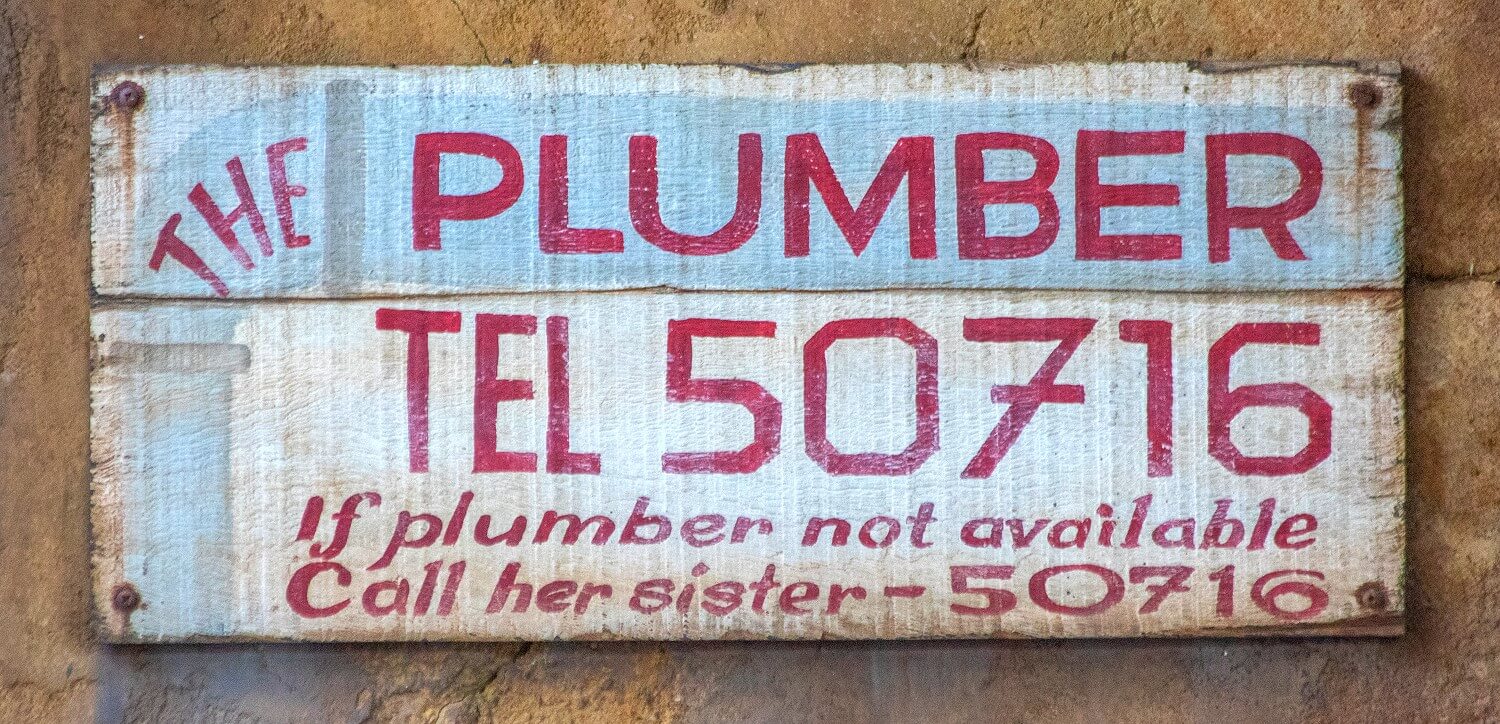 THE PLUMBER
TEL 50716
If plumber not available
Call her sister - 50716